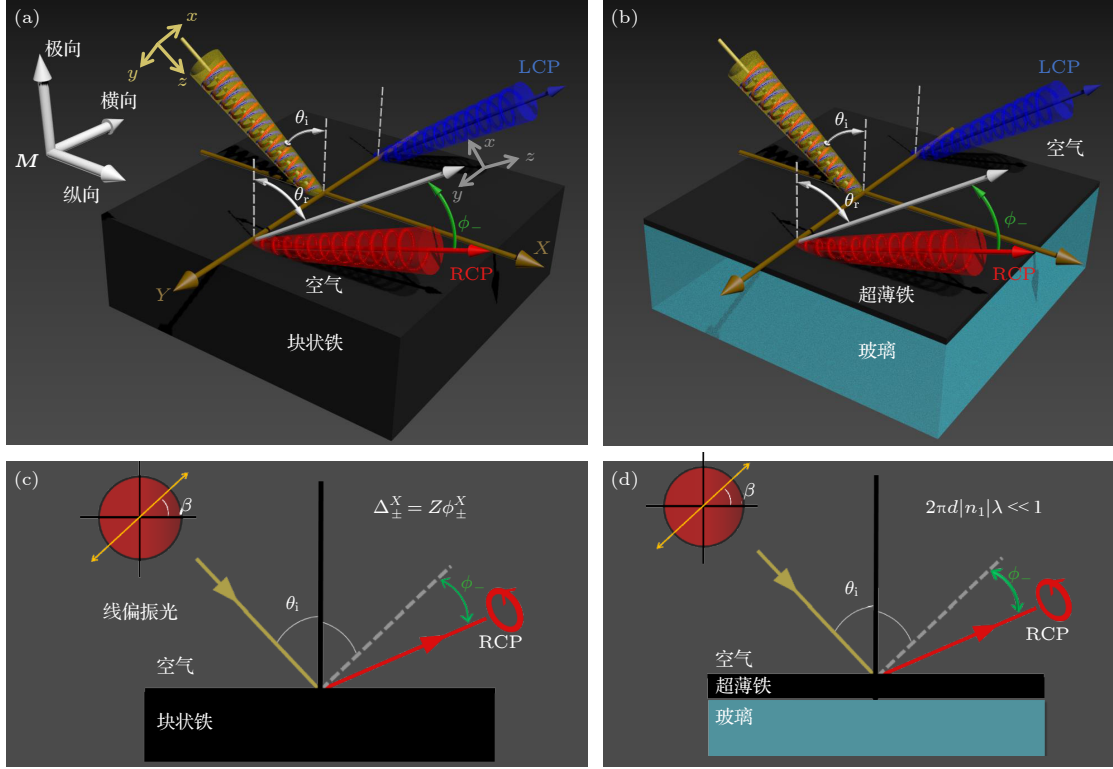 (a)
x
y
z
极向
横向
M
纵向
θi
LCP
x
z
y
θr
ϕ−
X
RCP
Y
空气
块状铁
(b)
LCP
θi
空气
θr
ϕ−
RCP
超薄铁
玻璃
(c)
β
Δ±^X = Zϕ±^X
线偏振光
θi
ϕ−
RCP
空气
块状铁
(d)
β
2πd|n1|λ<<1
θi
ϕ−
RCP
空气
超薄铁
玻璃